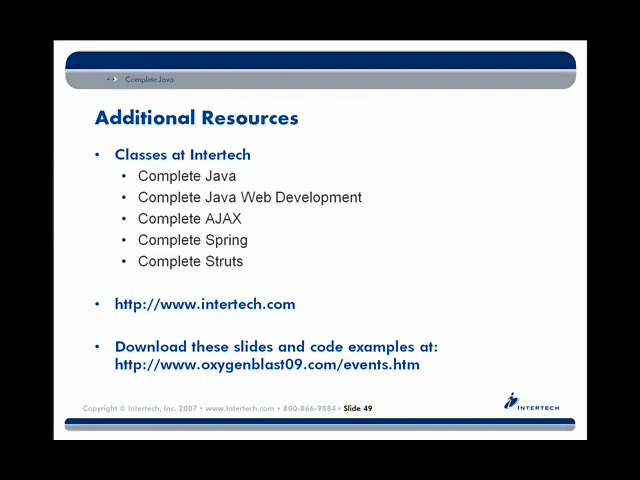 Complete Java
Additional Resources
• Classes at Intertech
• Complete Java
• Complete Java Web Development
• Complete AJAX
• Complete Spring
• Complete Struts
• http://www.intertech.com
• Download these slides and code examples at:
http://www.oxygenblast09.com/events.htm
Copyright © Intertech, Inc. 2007 • www.Intertech.com • 800-866-9884 • Slide 49
INTERTECH